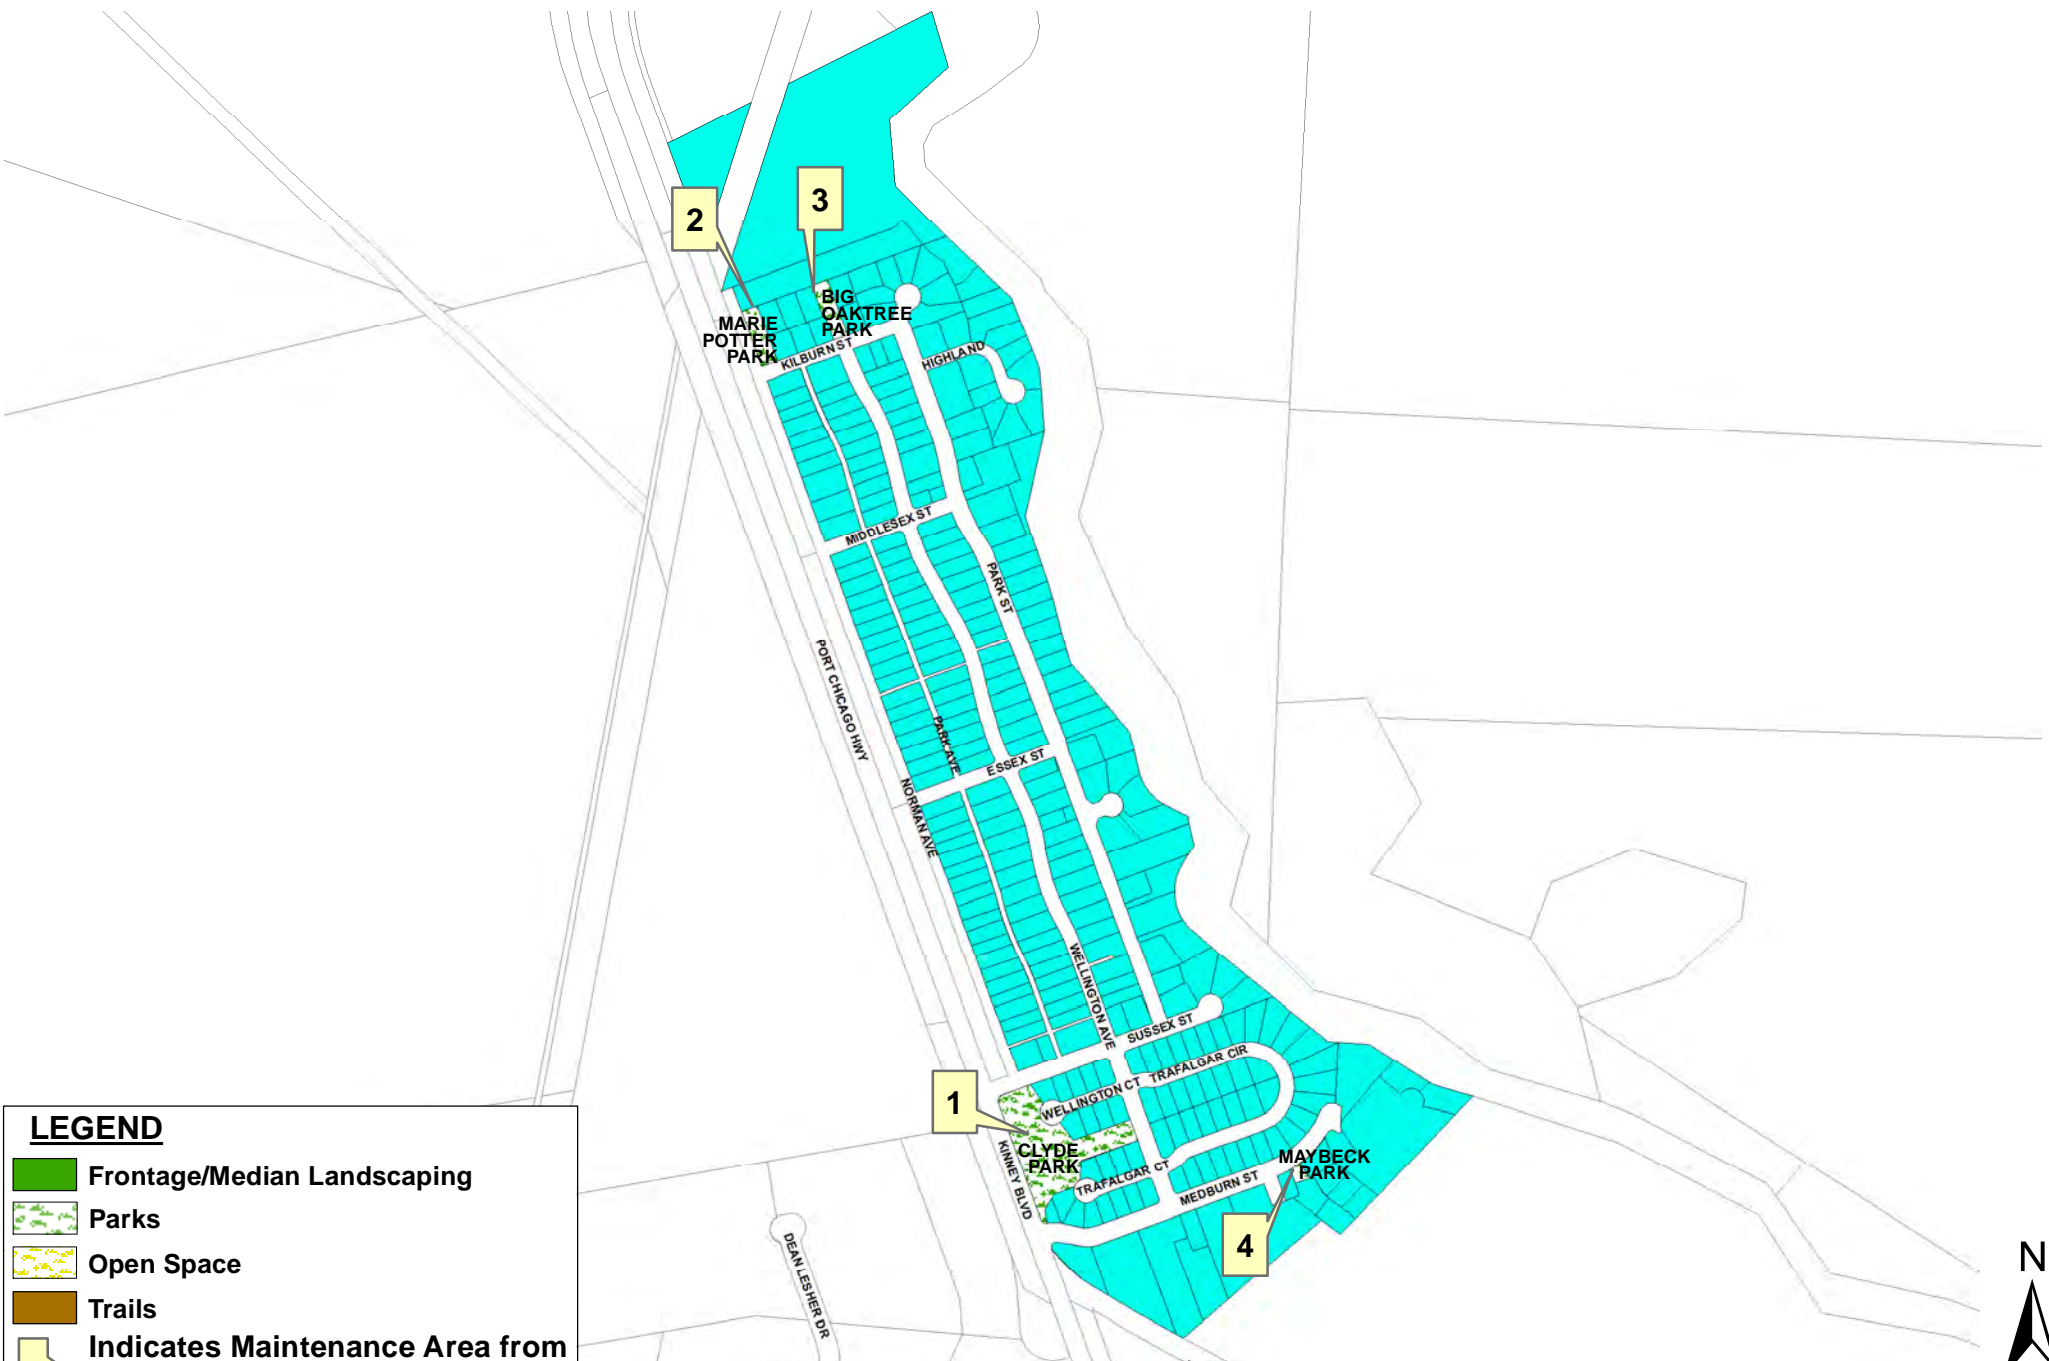 3
2
BIG
OAKTREE
PARK
MARIE
POTTER
PARK
KILBURN ST
HIGHLAND
MIDDLESEX ST
PARK ST
PORT CHICAGO HWY
PARK AVE
ESSEX ST
NORMAN AVE
WELLINGTON AVE
SUSSEX ST
TRAFALGAR CIR
WELLINGTON CT
1
CLYDE
PARK
KINNEY BLVD
TRAFALGAR CT
MEDBURN ST
MAYBECK
PARK
4
DEAN LESHER DR
N
LEGEND
Frontage/Median Landscaping
Parks
Open Space
Trails
Indicates Maintenance Area from